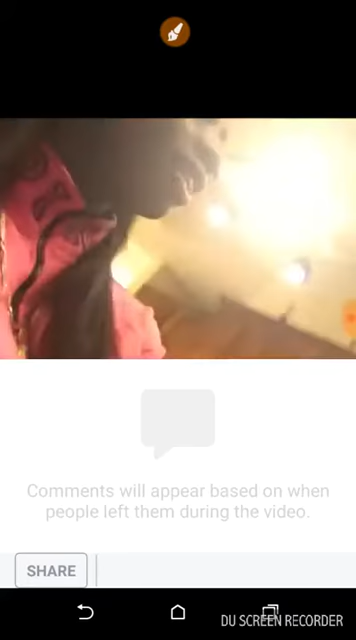 Comments will appear based on when
people left them during the video.
SHARE
DU SCREEN RECORDER